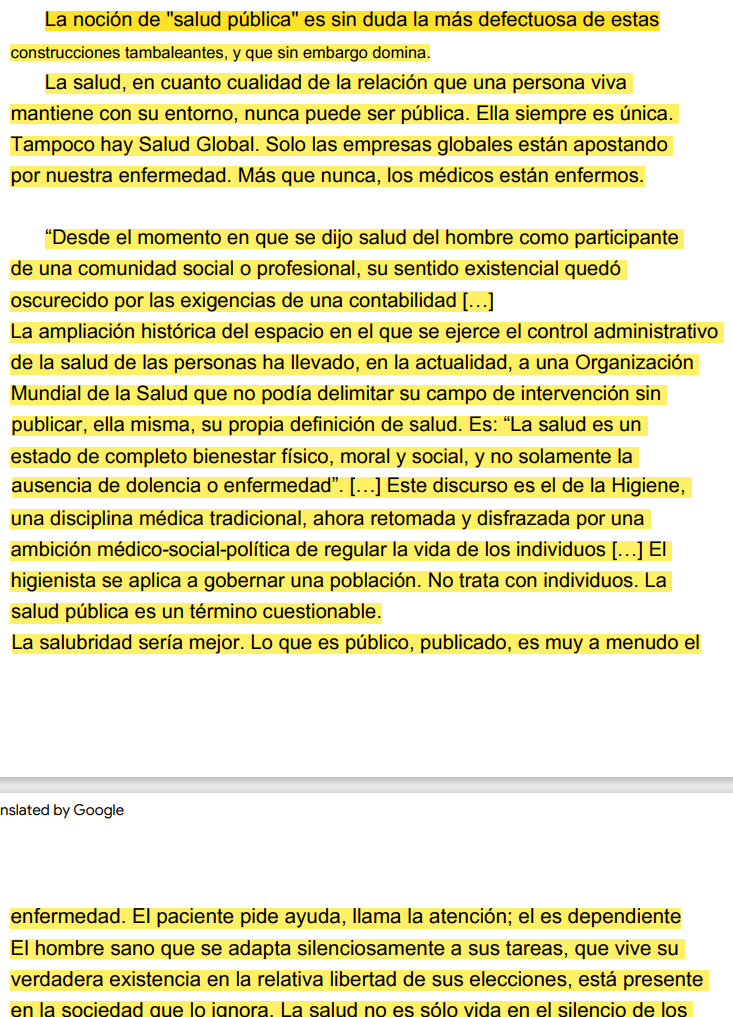 La noción de "salud pública" es sin duda la más defectuosa de estas
construcciones tambaleantes, y que sin embargo domina.
La salud, en cuanto cualidad de la relación que una persona viva
mantiene con su entorno, nunca puede ser pública. Ella siempre es única.
Tampoco hay Salud Global. Solo las empresas globales están apostando
por nuestra enfermedad. Más que nunca, los médicos están enfermos.
“Desde el momento en que se dijo salud del hombre como participante
de una comunidad social o profesional, su sentido existencial quedó
oscurecido por las exigencias de una contabilidad […]
La ampliación histórica del espacio en el que se ejerce el control administrativo
de la salud de las personas ha llevado, en la actualidad, a una Organización
Mundial de la Salud que no podía delimitar su campo de intervención sin
publicar, ella misma, su propia definición de salud. Es: “La salud es un
estado de completo bienestar físico, moral y social, y no solamente la
ausencia de dolencia o enfermedad”. […] Este discurso es el de la Higiene,
una disciplina médica tradicional, ahora retomada y disfrazada por una
ambición médico-social-política de regular la vida de los individuos […] El
higienista se aplica a gobernar una población. No trata con individuos. La
salud pública es un término cuestionable.
La salubridad sería mejor. Lo que es público, publicado, es muy a menudo el
nslated by Google
enfermedad. El paciente pide ayuda, llama la atención; el es dependiente
El hombre sano que se adapta silenciosamente a sus tareas, que vive su
verdadera existencia en la relativa libertad de sus elecciones, está presente
en la sociedad que lo ignora. La salud no es sólo vida en el silencio de los